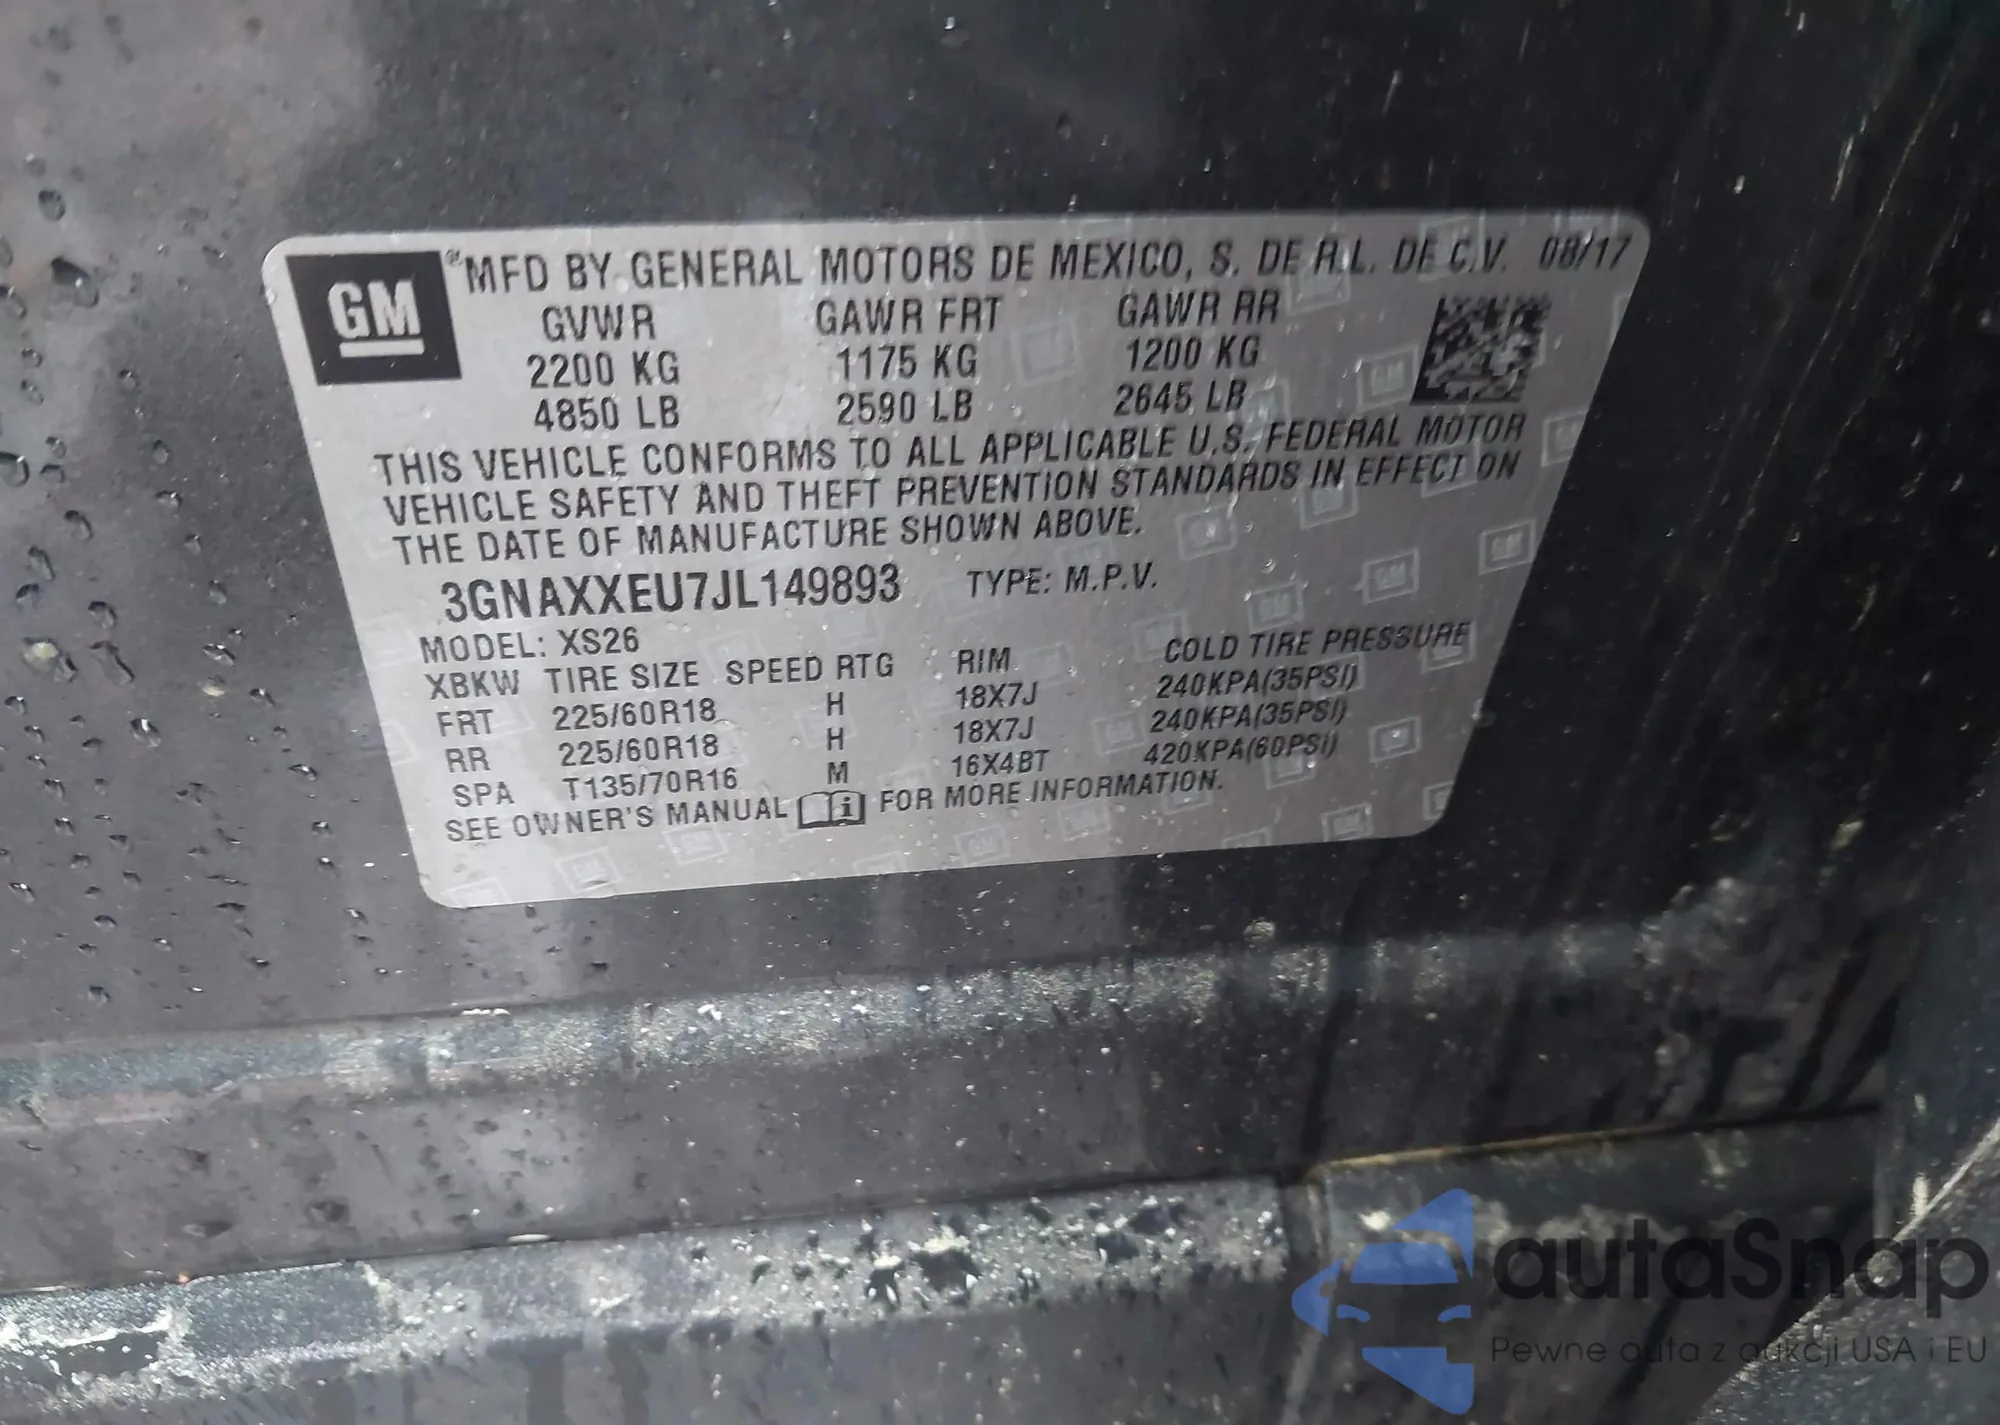 GM
® MFD BY GENERAL MOTORS DE MEXICO, S. DE R.L. DE C.V. 08/17
GVWR GAWR FRT GAWR RR
2200 KG 1175 KG 1200 KG
4850 LB 2590 LB 2645 LB
THIS VEHICLE CONFORMS TO ALL APPLICABLE U.S. FEDERAL MOTOR
VEHICLE SAFETY AND THEFT PREVENTION STANDARDS IN EFFECT ON
THE DATE OF MANUFACTURE SHOWN ABOVE.
3GNAXXEU7JL149893 TYPE: M.P.V.
MODEL: XS26
XBKW TIRE SIZE SPEED RTG RIM COLD TIRE PRESSURE
FRT 225/60R18 H 18X7J 240KPA(35PSI)
RR 225/60R18 H 18X7J 240KPA(35PSI)
SPA T135/70R16 M 16X4BT 420KPA(60PSI)
SEE OWNER'S MANUAL i FOR MORE INFORMATION.
autaSnap
Pewne auta z aukcji USA i EU